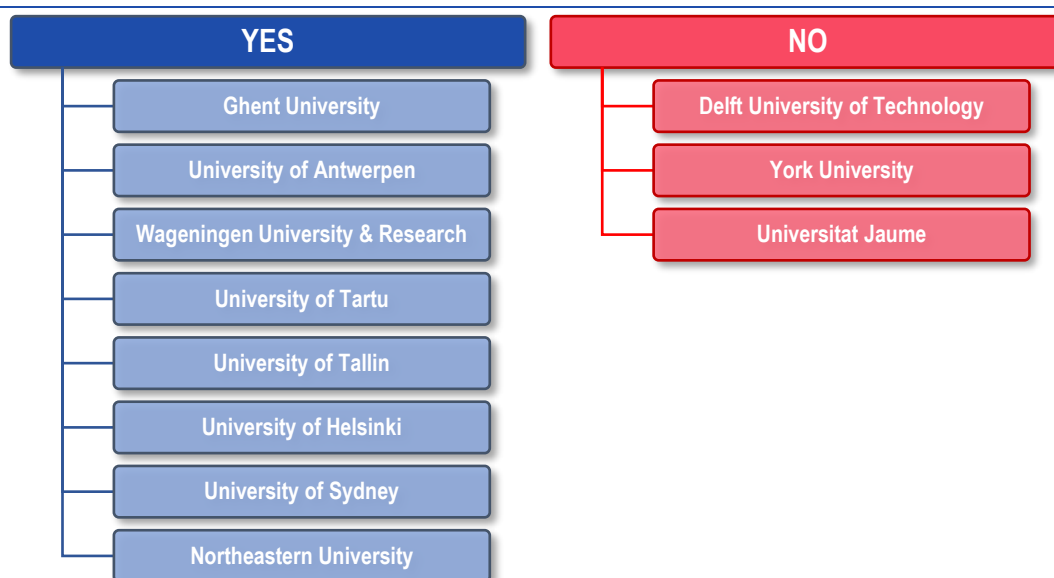 YES
Ghent University
University of Antwerpen
Wageningen University & Research
University of Tartu
University of Tallin
University of Helsinki
University of Sydney
Northeastern University
NO
Delft University of Technology
York University
Universitat Jaume